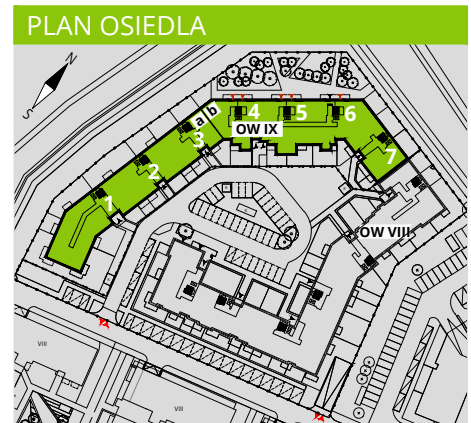 PLAN OSIEDLA
N
S
a b
4 5 6
OW IX
3
7
2
1
OW VIII
VIII
VIII